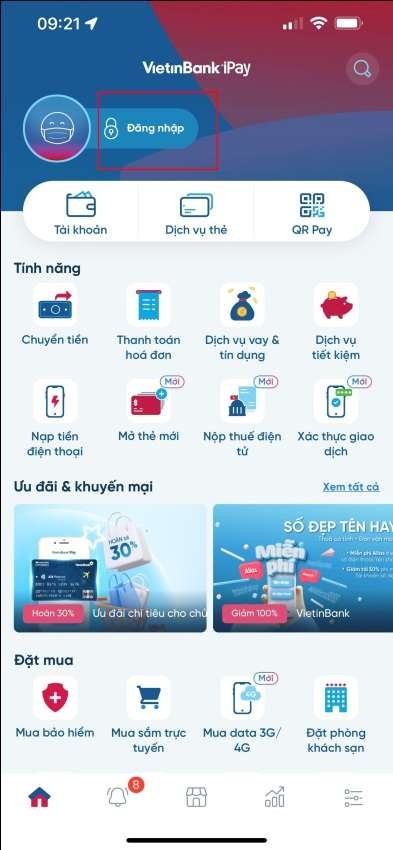 09:21
VietinBank iPay
Đăng nhập
Tài khoản
Dịch vụ thẻ
QR Pay
Tính năng
Chuyển tiền
Thanh toán
hoá đơn
Dịch vụ vay &
tín dụng
Dịch vụ
tiết kiệm
Nạp tiền
điện thoại
Mới
Mở thẻ mới
Mới
Nộp thuế điện
tử
Mới
Xác thực giao
dịch
Ưu đãi & khuyến mại
Xem tất cả
HOÀN SỐ
30%
Hoàn 30%
Ưu đãi chi tiêu cho chủ
SỐ ĐẸP TÊN HAY
Miễn
phí
Alias
Giảm 100%
VietinBank
Đặt mua
Mua bảo hiểm
Mua sắm trực
tuyến
Mới
4G
Mua data 3G/
4G
Đặt phòng
khách sạn
8